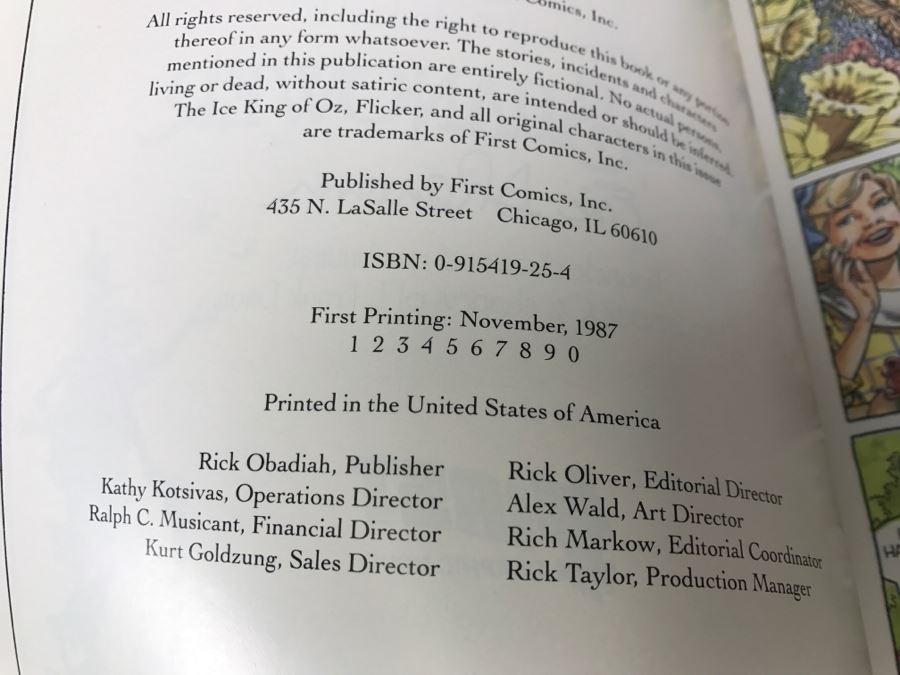 Comics, Inc.
All rights reserved, including the right to reproduce this book or any portion
thereof in any form whatsoever. The stories, incidents and characters
mentioned in this publication are entirely fictional. No actual persons,
living or dead, without satiric content, are intended or should be inferred.
The Ice King of Oz, Flicker, and all original characters in this issue
are trademarks of First Comics, Inc.
Published by First Comics, Inc.
435 N. LaSalle Street Chicago, IL 60610
ISBN: 0-915419-25-4
First Printing: November, 1987
1 2 3 4 5 6 7 8 9 0
Printed in the United States of America
Rick Obadiah, Publisher
Kathy Kotsivas, Operations Director
Ralph C. Musicant, Financial Director
Kurt Goldzung, Sales Director
Rick Oliver, Editorial Director
Alex Wald, Art Director
Rich Markow, Editorial Coordinator
Rick Taylor, Production Manager